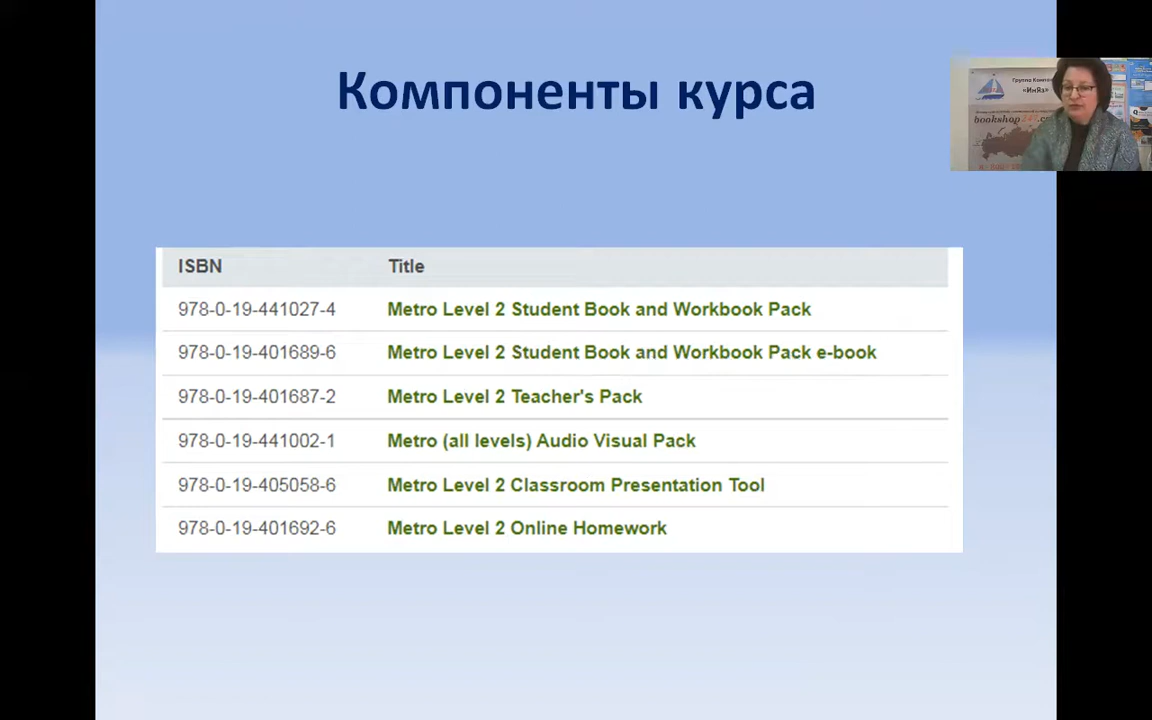 Компоненты курса
Группа Комп
«ИнЯз»
bookshop
ISBN Title
978-0-19-441027-4 Metro Level 2 Student Book and Workbook Pack
978-0-19-401689-6 Metro Level 2 Student Book and Workbook Pack e-book
978-0-19-401687-2 Metro Level 2 Teacher's Pack
978-0-19-441002-1 Metro (all levels) Audio Visual Pack
978-0-19-405058-6 Metro Level 2 Classroom Presentation Tool
978-0-19-401692-6 Metro Level 2 Online Homework